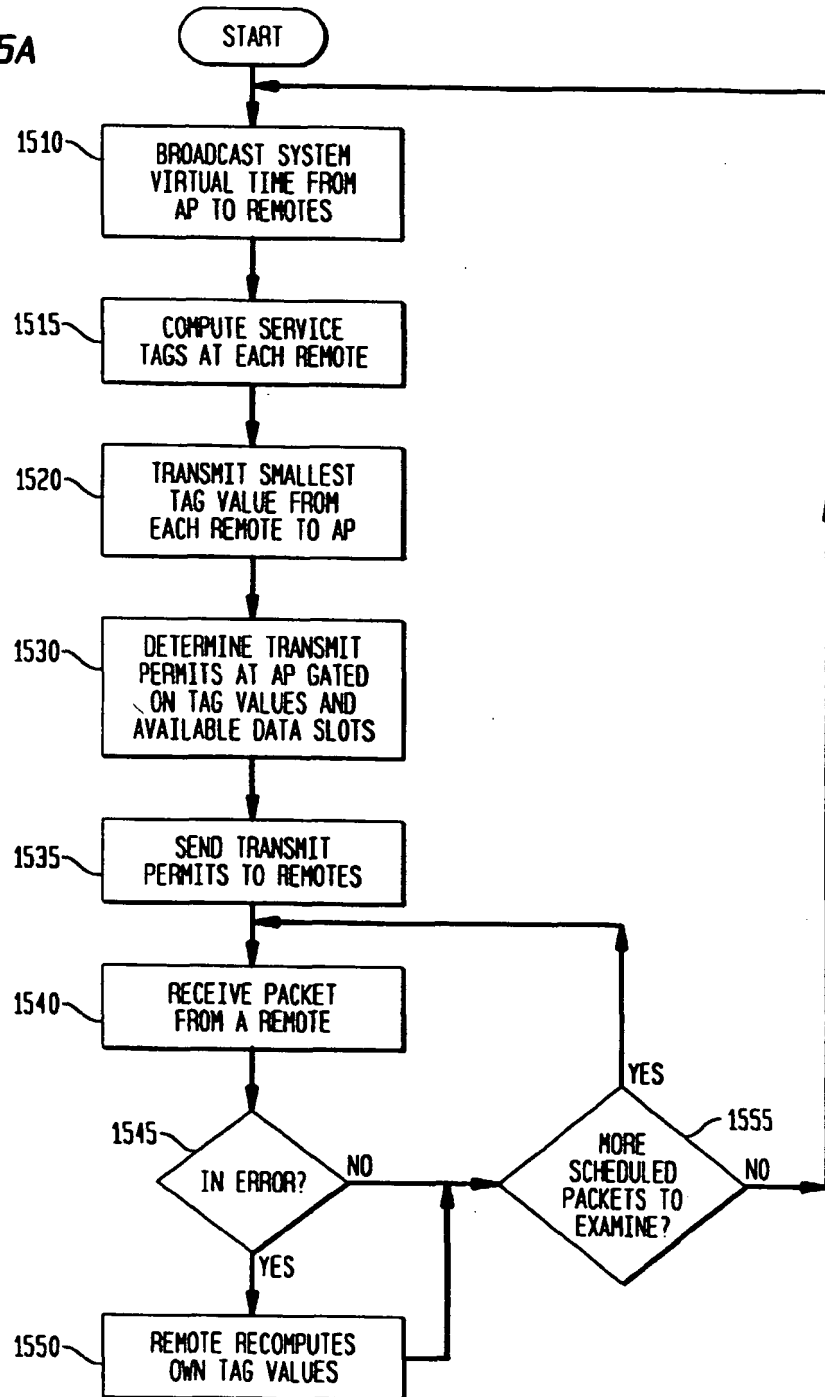 5A
START
1510
BROADCAST SYSTEM
VIRTUAL TIME FROM
AP TO REMOTES
1515
COMPUTE SERVICE
TAGS AT EACH REMOTE
1520
TRANSMIT SMALLEST
TAG VALUE FROM
EACH REMOTE TO AP
1530
DETERMINE TRANSMIT
PERMITS AT AP GATED
ON TAG VALUES AND
AVAILABLE DATA SLOTS
1535
SEND TRANSMIT
PERMITS TO REMOTES
1540
RECEIVE PACKET
FROM A REMOTE
1545
IN ERROR?
NO
YES
1550
REMOTE RECOMPUTES
OWN TAG VALUES
YES
1555
MORE
SCHEDULED
PACKETS TO
EXAMINE?
NO